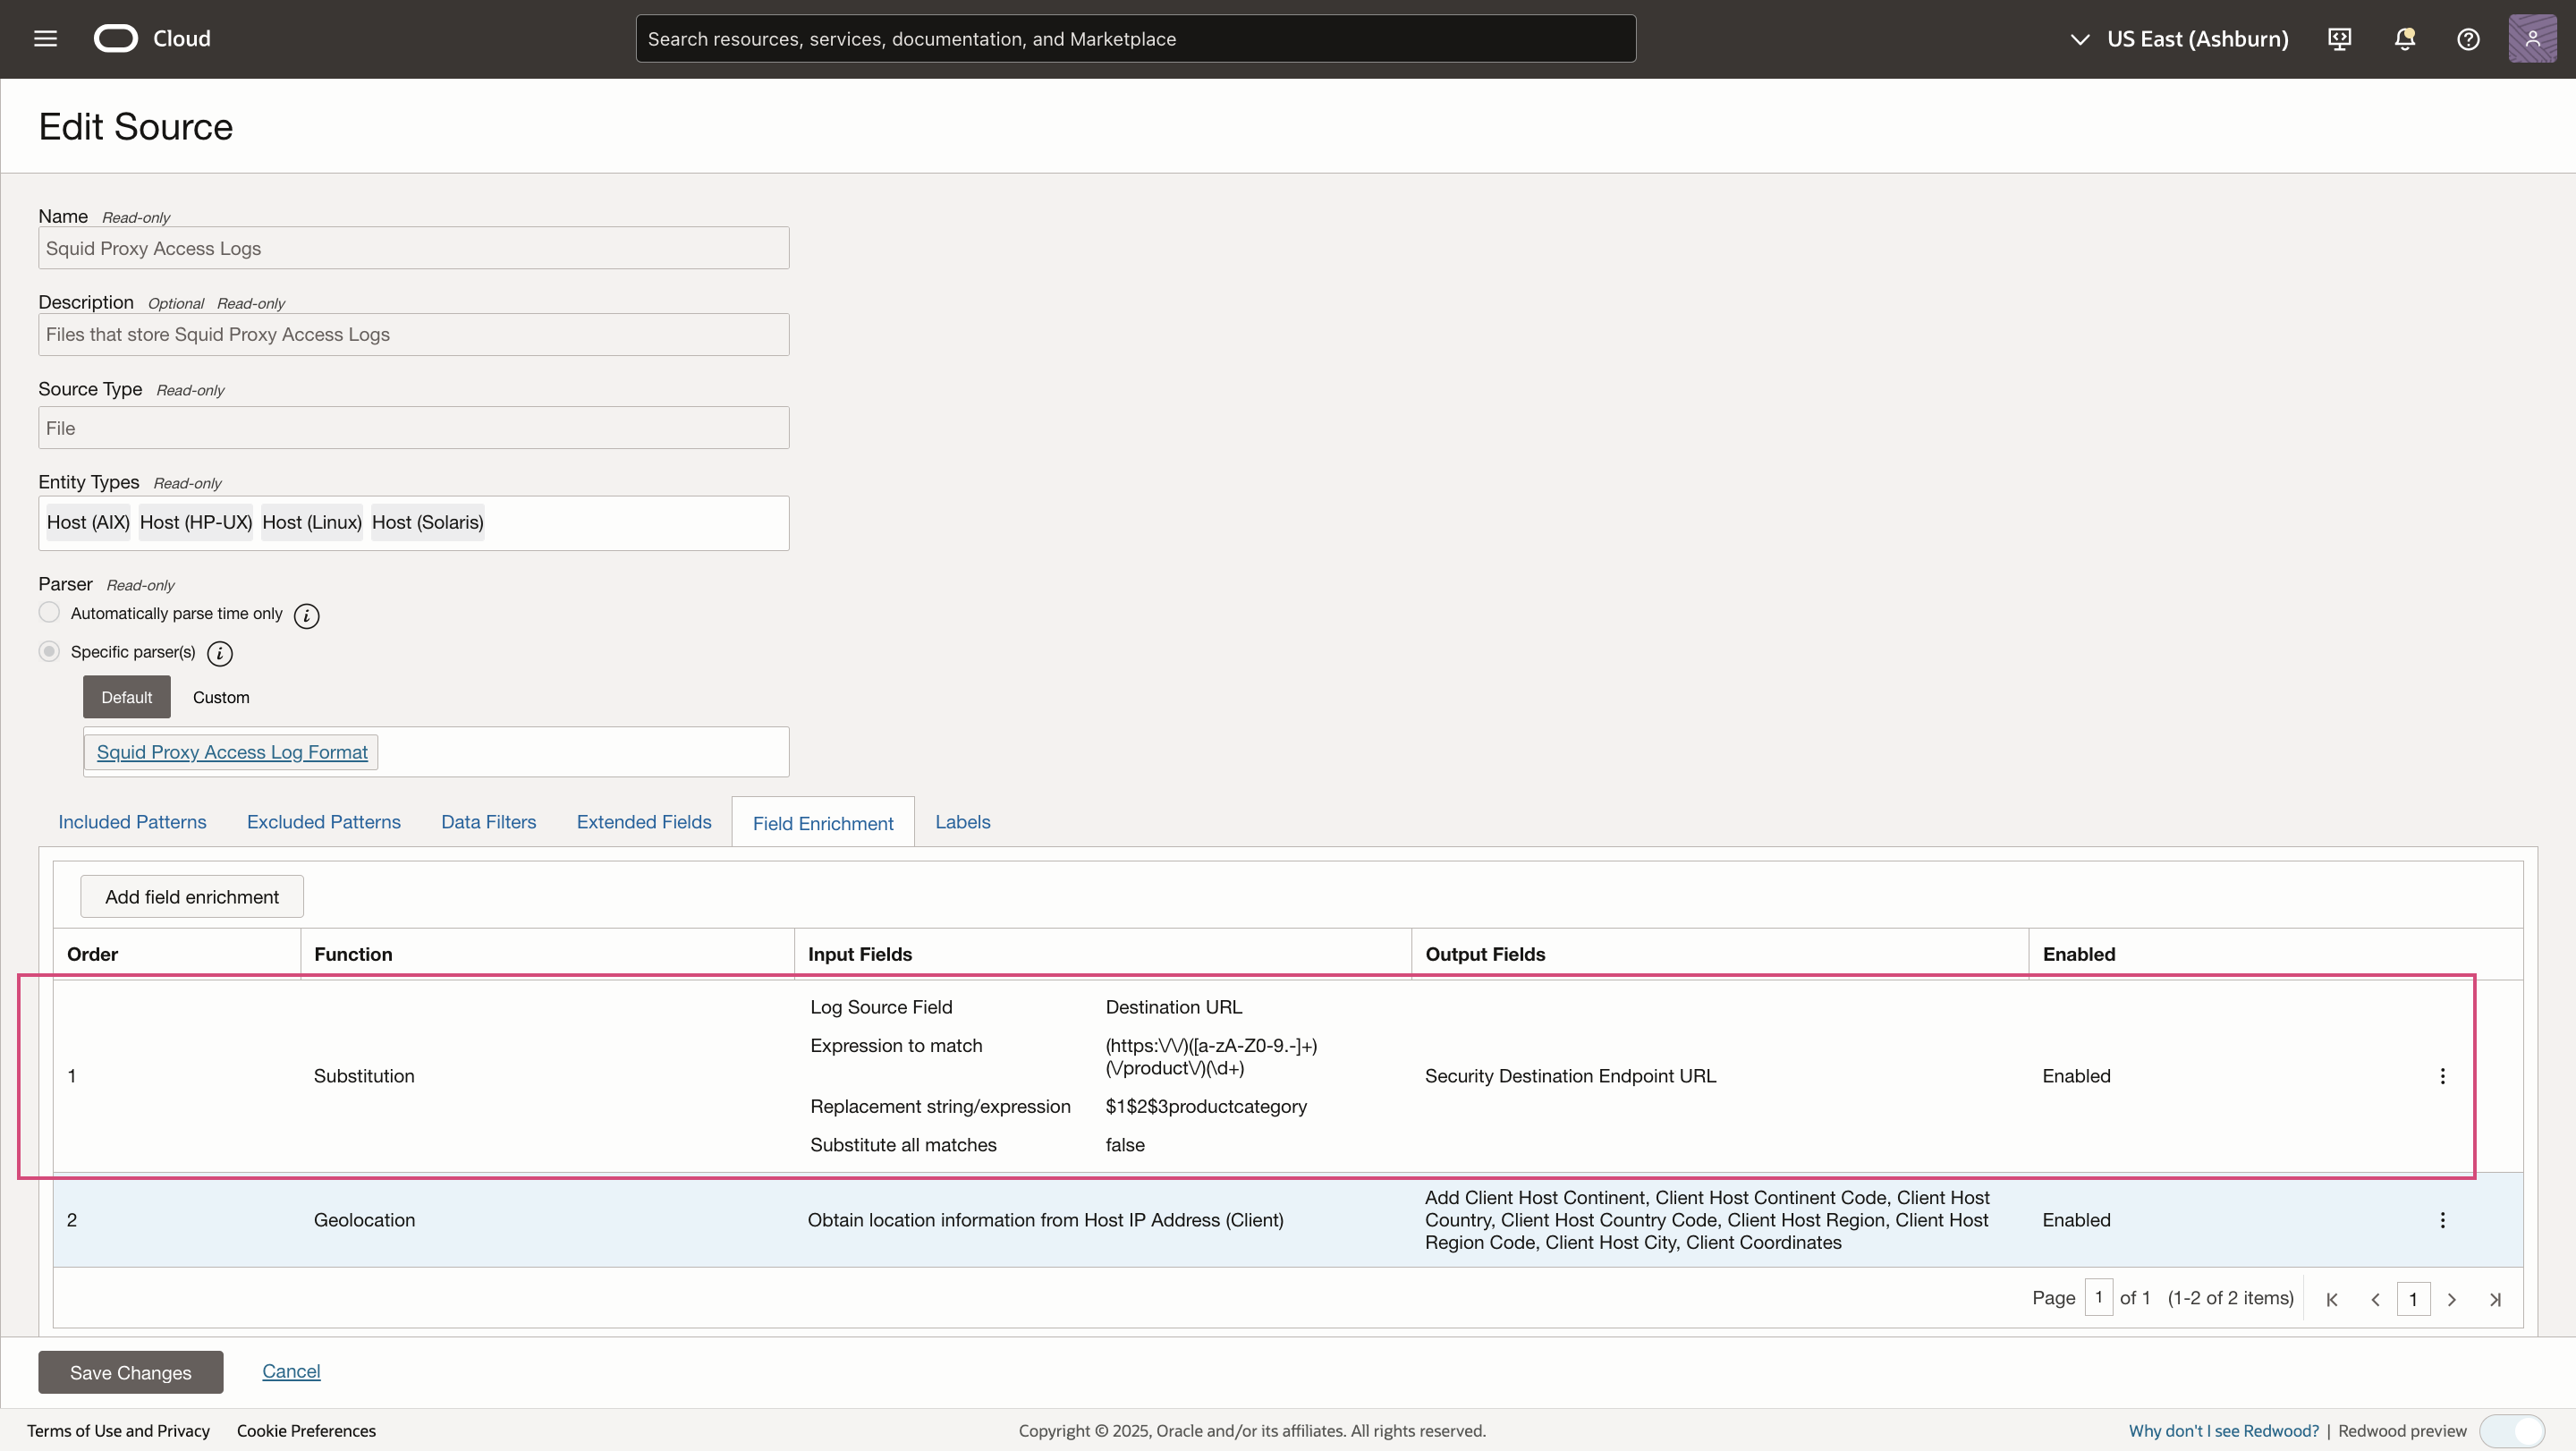 Cloud
Search resources, services, documentation, and Marketplace
US East (Ashburn)
Edit Source
Name Read-only
Squid Proxy Access Logs
Description Optional Read-only
Files that store Squid Proxy Access Logs
Source Type Read-only
File
Entity Types Read-only
Host (AIX) Host (HP-UX) Host (Linux) Host (Solaris)
Parser Read-only
Automatically parse time only
Specific parser(s)
Default Custom
Squid Proxy Access Log Format
Included Patterns Excluded Patterns Data Filters Extended Fields Field Enrichment Labels
Add field enrichment
Order Function Input Fields Output Fields Enabled
Log Source Field Destination URL
Expression to match (https:\/\/)([a-zA-Z0-9.-]+)
(\/product\/)(\d+)
1 Substitution Security Destination Endpoint URL Enabled
Replacement string/expression $1$2$3productcategory
Substitute all matches false
Add Client Host Continent, Client Host Continent Code, Client Host
2 Geolocation Obtain location information from Host IP Address (Client) Country, Client Host Country Code, Client Host Region, Client Host Enabled
Region Code, Client Host City, Client Coordinates
Page 1 of 1 (1-2 of 2 items) 1
Save Changes Cancel
Terms of Use and Privacy Cookie Preferences Copyright © 2025, Oracle and/or its affiliates. All rights reserved. Why don't I see Redwood? | Redwood preview